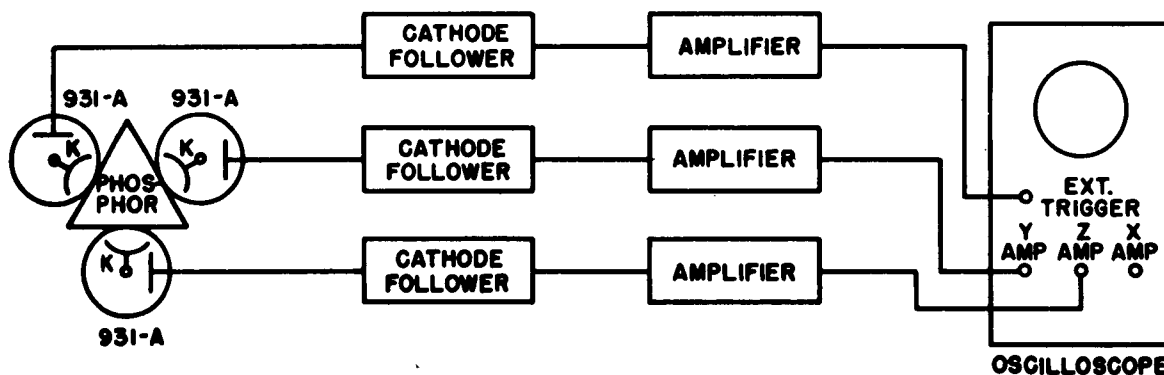 CATHODE
FOLLOWER
AMPLIFIER
931-A
931-A
K
K
PHOS-
PHOR
CATHODE
FOLLOWER
AMPLIFIER
EXT.
TRIGGER
Y
AMP
Z
AMP
X
AMP
K
CATHODE
FOLLOWER
AMPLIFIER
931-A
OSCILLOSCOPE